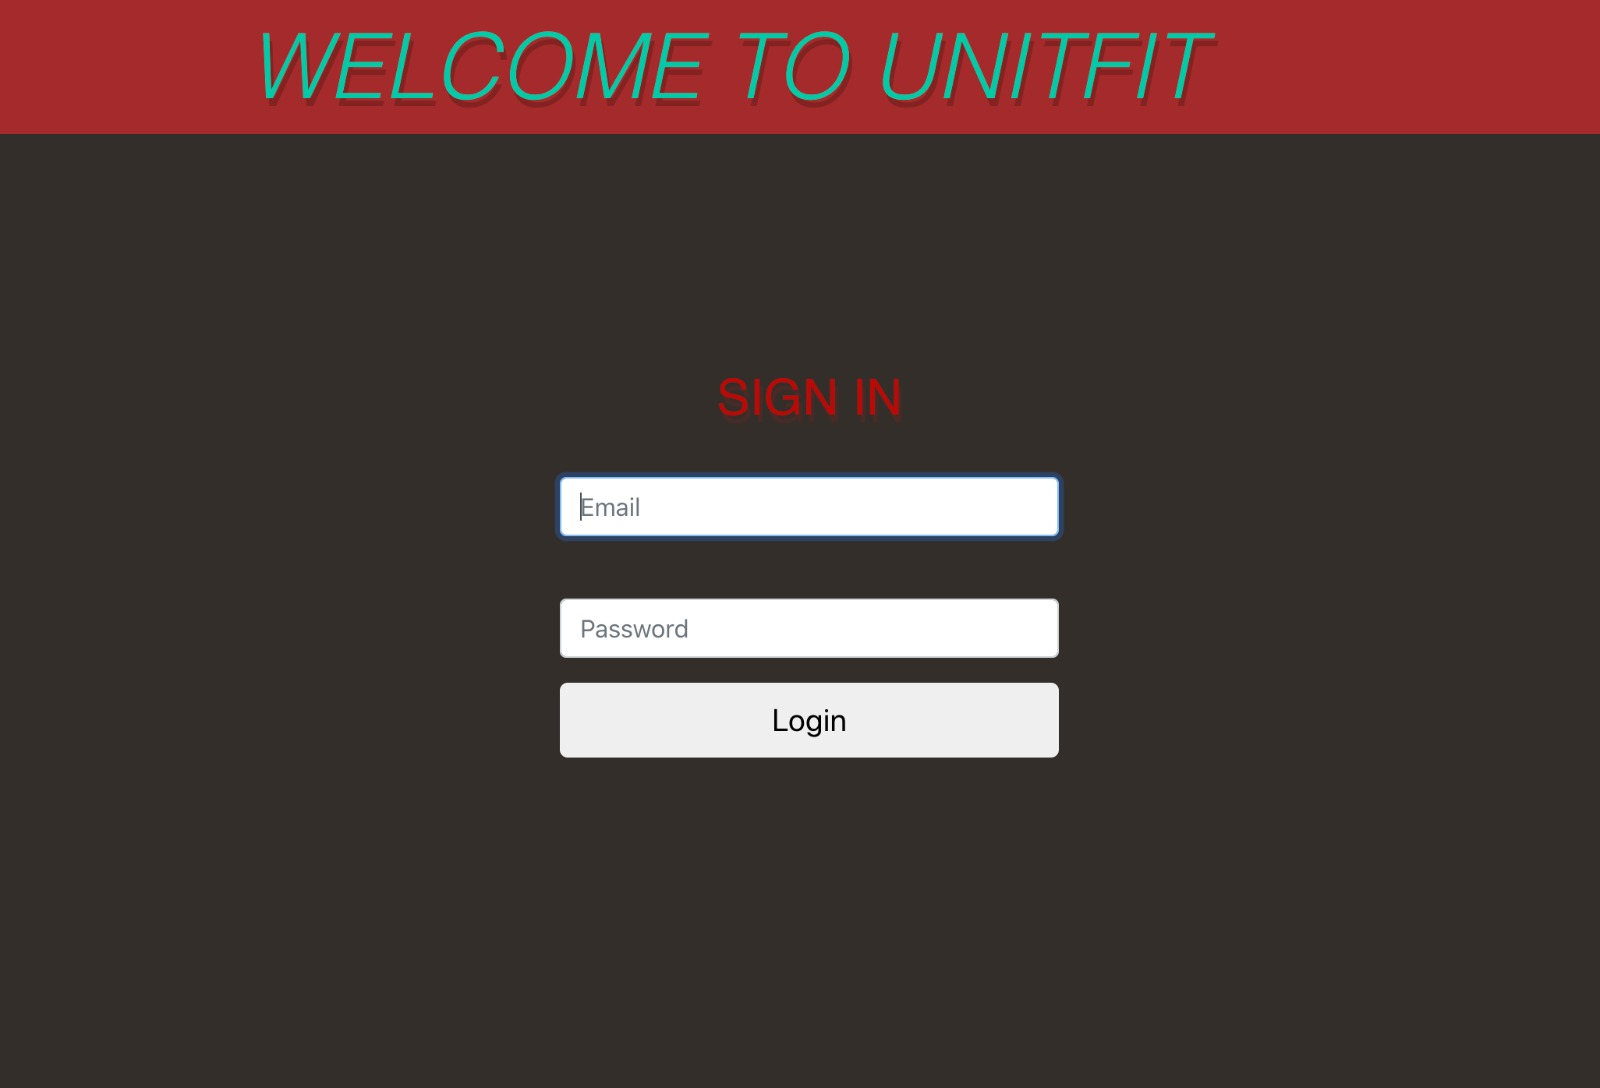 WELCOME TO UNITFIT
SIGN IN
Email
Password
Login